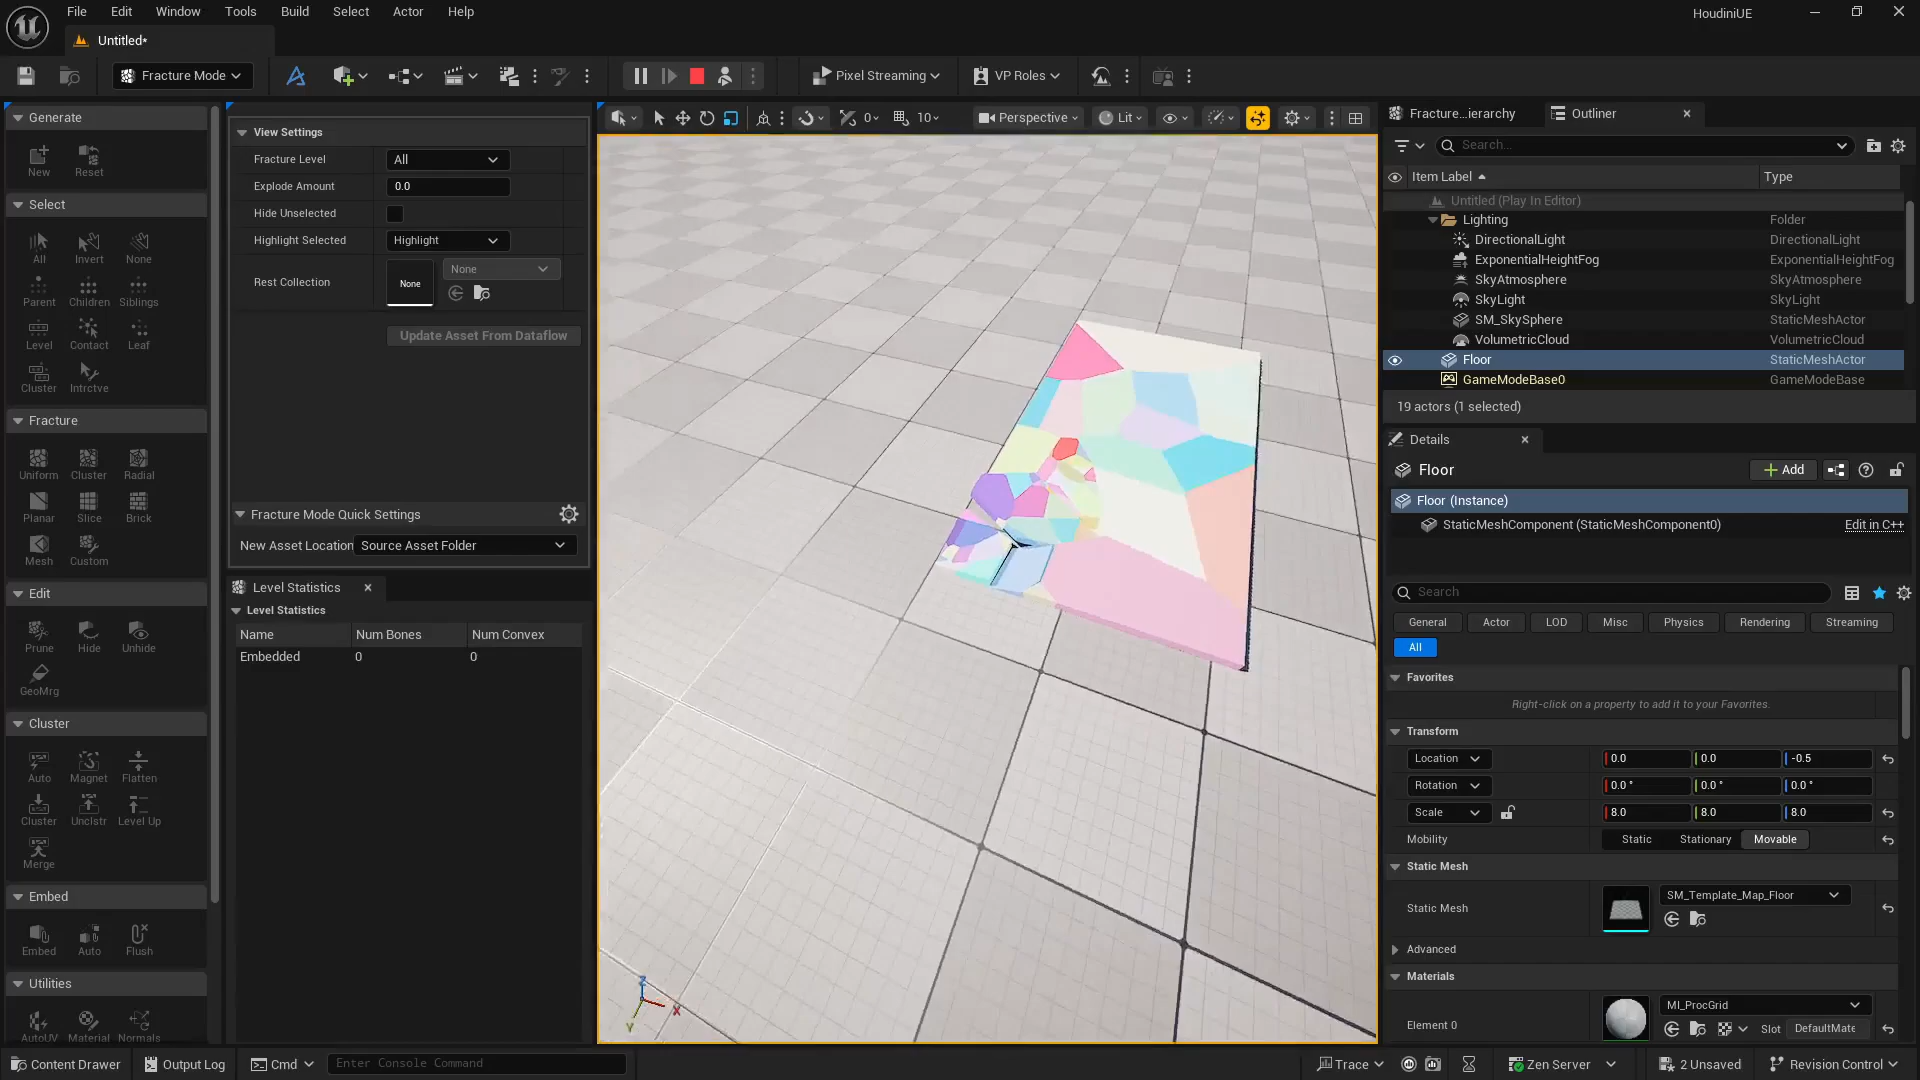 File Edit Window Tools Build Select Actor Help
HoudiniUE
Untitled*
Fracture Mode
Pixel Streaming
VP Roles
Generate
New Reset
Select
All Invert None
Parent Children Siblings
Level Contact Leaf
Cluster Intrctve
Fracture
Uniform Cluster Radial
Planar Slice Brick
Mesh Custom
Edit
Prune Hide Unhide
GeoMrg
Cluster
Auto Magnet Flatten
Cluster Unclstr Level Up
Merge
Embed
Embed Auto Flush
Utilities
AutoUV Material Normals
View Settings
Fracture Level All
Explode Amount 0.0
Hide Unselected
Highlight Selected Highlight
Rest Collection None None
Update Asset From Dataflow
Fracture Mode Quick Settings
New Asset Location Source Asset Folder
Level Statistics
Level Statistics
Name Num Bones Num Convex
Embedded 0 0
0 10 Perspective Lit
Z
X
Y
Fracture...ierarchy Outliner
Search...
Item Label Type
Untitled (Play In Editor)
Lighting Folder
DirectionalLight DirectionalLight
ExponentialHeightFog ExponentialHeightFog
SkyAtmosphere SkyAtmosphere
SkyLight SkyLight
SM_SkySphere StaticMeshActor
VolumetricCloud VolumetricCloud
Floor StaticMeshActor
GameModeBase0 GameModeBase
19 actors (1 selected)
Details
Floor Add
Floor (Instance)
StaticMeshComponent (StaticMeshComponent0) Edit in C++
Search
General Actor LOD Misc Physics Rendering Streaming
All
Favorites
Right-click on a property to add it to your Favorites.
Transform
Location 0.0 0.0 -0.5
Rotation 0.0 ° 0.0 ° 0.0 °
Scale 8.0 8.0 8.0
Mobility Static Stationary Movable
Static Mesh
Static Mesh SM_Template_Map_Floor
Advanced
Materials
Element 0 MI_ProcGrid
Slot DefaultMate
Content Drawer Output Log Cmd Enter Console Command
Trace Zen Server 2 Unsaved Revision Control